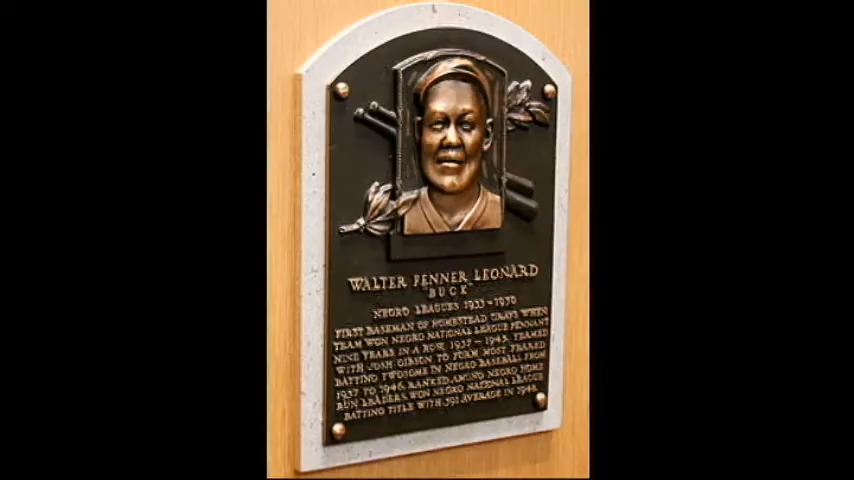 WALTER FENNER LEONARD
"BUCK"
NEGRO LEAGUES 1933-1950
FIRST BASEMAN OF HOMESTEAD GRAYS WHEN
TEAM WON NEGRO NATIONAL LEAGUE PENNANT
NINE YEARS IN A ROW, 1937-1945. TEAMED
WITH JOSH GIBSON TO FORM MOST FEARED
BATTING TWOSOME IN NEGRO BASEBALL FROM
1937 TO 1946. RANKED AMONG NEGRO HOME
RUN LEADERS. WON NEGRO NATIONAL LEAGUE
BATTING TITLE WITH .391 AVERAGE IN 1948.